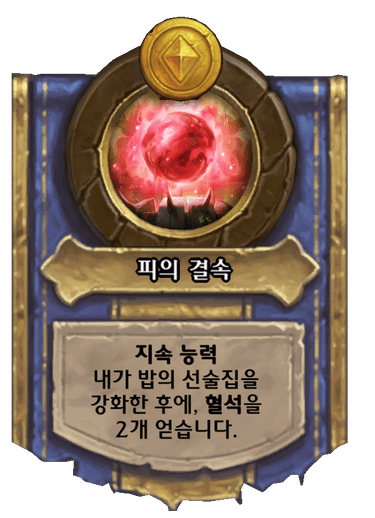 피의 결속
지속 능력
내가 밥의 선술집을
강화한 후에, 혈석을
2개 얻습니다.